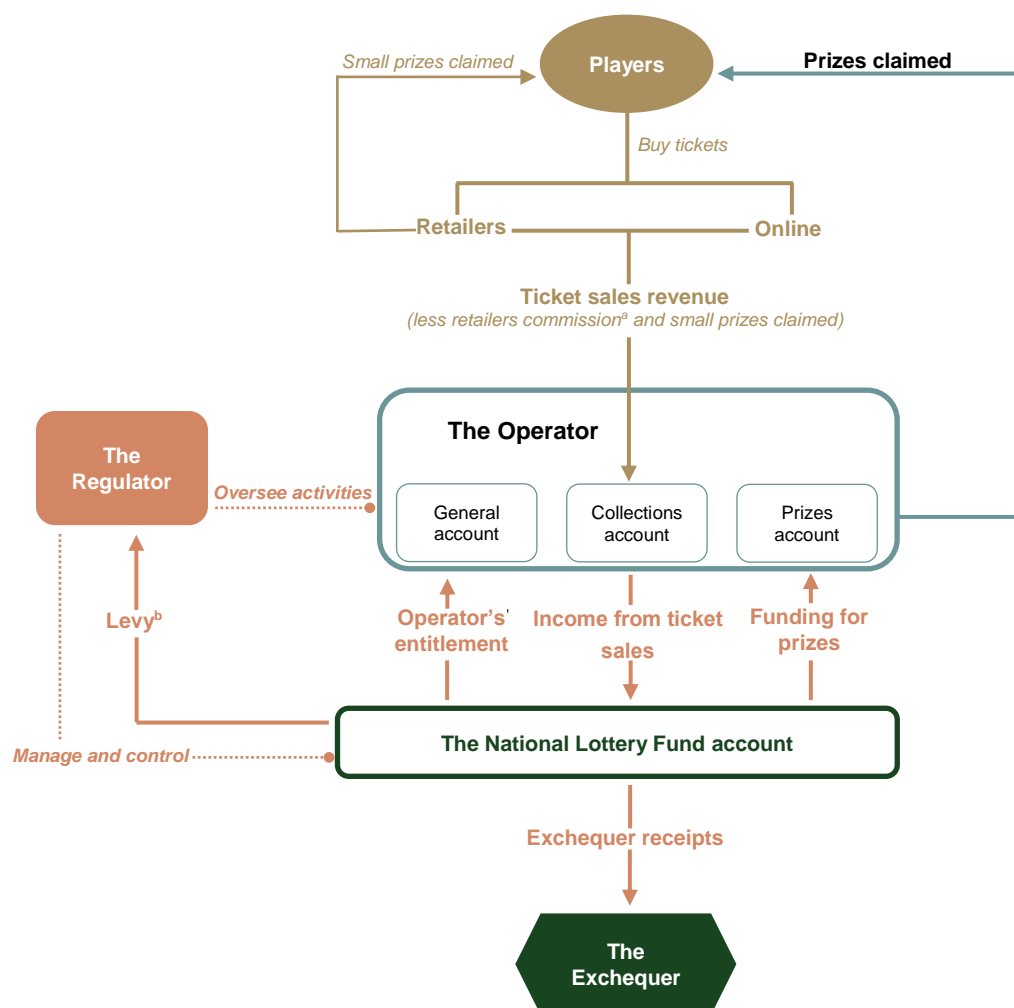 Small prizes claimed
Players
Prizes claimed
Buy tickets
Retailers
Online
Ticket sales revenue
(less retailers commissionᵃ and small prizes claimed)
The Operator
The
Regulator
Oversee activities
General
account
Collections
account
Prizes
account
Levyᵇ
Operator’s'
entitlement
Income from ticket
sales
Funding for
prizes
Manage and control
The National Lottery Fund account
Exchequer receipts
The
Exchequer